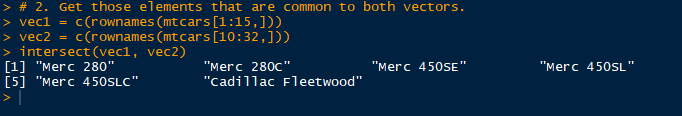 > # 2. Get those elements that are common to both vectors.
> vec1 = c(rownames(mtcars[1:15,]))
> vec2 = c(rownames(mtcars[10:32,]))
> intersect(vec1, vec2)
[1] "Merc 280"           "Merc 280C"          "Merc 450SE"         "Merc 450SL"
[5] "Merc 450SLC"        "Cadillac Fleetwood"
>